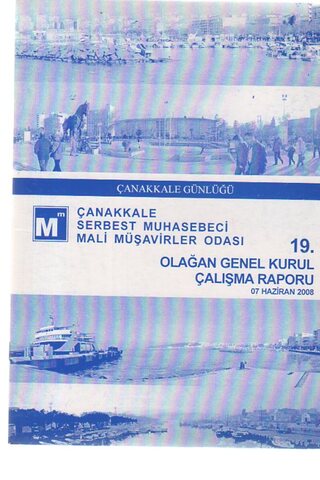 ÇANAKKALE GÜNLÜĞÜ
Mm
ÇANAKKALE
SERBEST MUHASEBECİ
MALİ MÜŞAVİRLER ODASI
19.
OLAĞAN GENEL KURUL
ÇALIŞMA RAPORU
07 HAZİRAN 2008